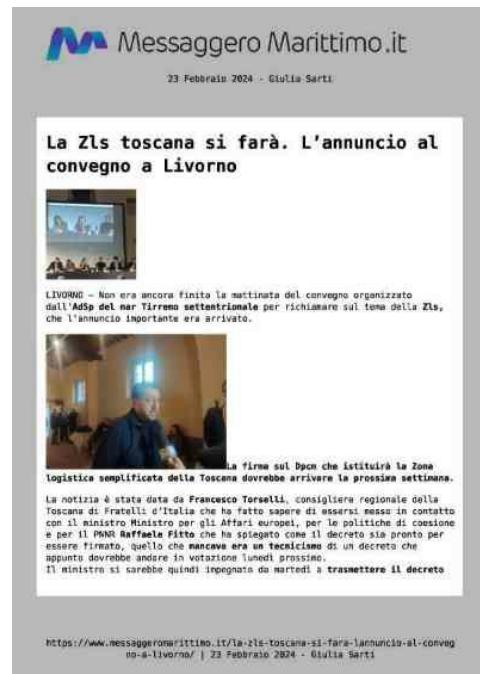 Messaggero Marittimo.it
23 Febbraio 2024 - Giulia Sarti
La Zls toscana si farà. L'annuncio al
convegno a Livorno
LIVORNO – Non era ancora finita la mattinata del convegno organizzato
dall'AdSp del mar Tirreno settentrionale per richiamare sul tema della Zls,
che l'annuncio importante era arrivato.
La firma sul Dpcm che istituirà la Zona
logistica semplificata della Toscana dovrebbe arrivare la prossima settimana.
La notizia è stata data da Francesco Torselli, consigliere regionale della
Toscana di Fratelli d'Italia che ha fatto sapere di essersi messo in contatto
con il ministro Ministro per gli Affari europei, per le politiche di coesione
e per il PNRR Raffaele Fitto che ha spiegato come il decreto sia pronto per
essere firmato, quello che mancava era un tecnicismo di un decreto che
appunto dovrebbe andare in votazione lunedì prossimo.
Il ministro si sarebbe quindi impegnato da martedì a trasmettere il decreto
https://www.messaggeromarittimo.it/la-zls-toscana-si-fara-lannuncio-al-conveg
no-a-livorno/ | 23 Febbraio 2024 - Giulia Sarti